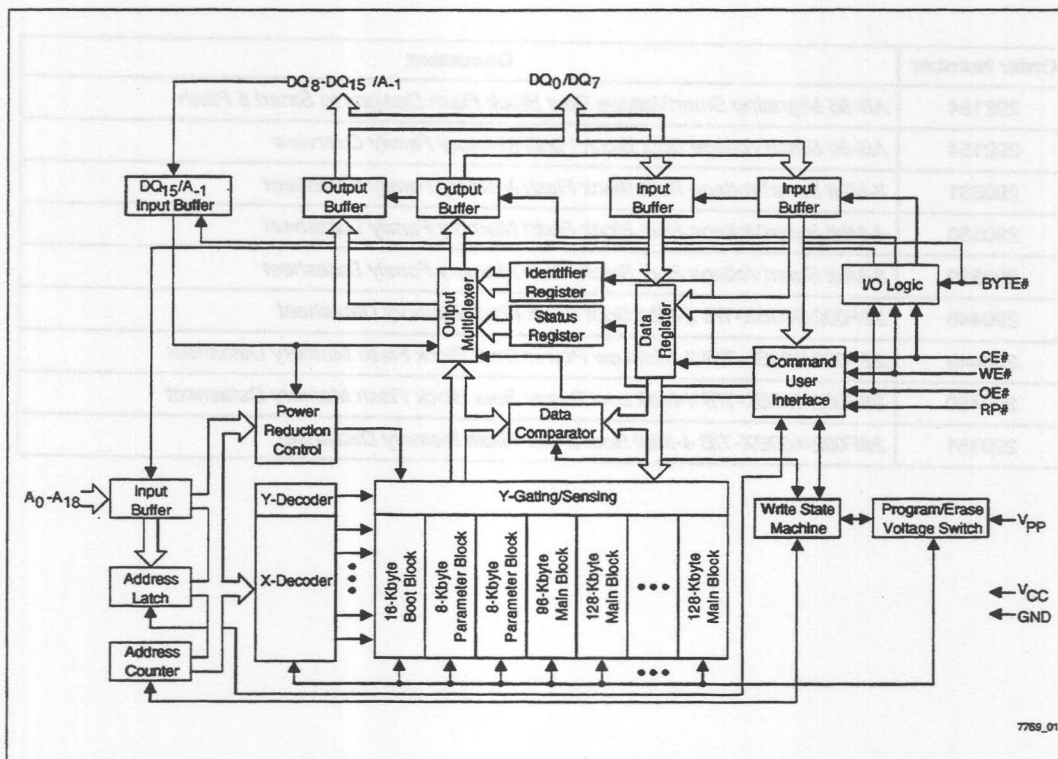 DQ8-DQ15 /A-1
DQ0/DQ7
DQ15/A-1
Input Buffer
Output
Buffer
Output
Buffer
Input
Buffer
Input
Buffer
I/O Logic
BYTE#
Output
Multiplexer
Identifier
Register
Status
Register
Data
Register
Command
User
Interface
CE#
WE#
OE#
RP#
Power
Reduction
Control
Data
Comparator
A0-A18
Input
Buffer
Y-Decoder
Y-Gating/Sensing
Write State
Machine
Program/Erase
Voltage Switch
VPP
Address
Latch
X-Decoder
16-Kbyte
Boot Block
8-Kbyte
Parameter Block
8-Kbyte
Parameter Block
96-Kbyte
Main Block
128-Kbyte
Main Block
128-Kbyte
Main Block
VCC
GND
Address
Counter
7769_01